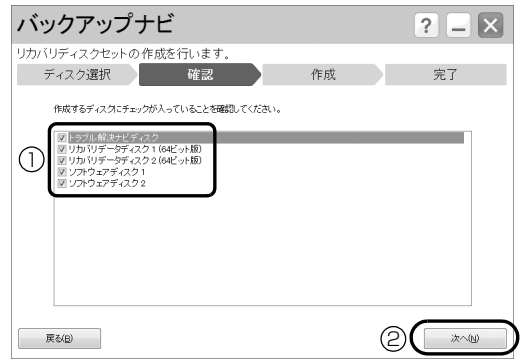 バックアップナビ
? – ×
リカバリディスクセットの作成を行います。
ディスク選択 確認 作成 完了
作成するディスクにチェックが入っていることを確認してください。
①
トラブル解決ナビディスク
リカバリデータディスク1(64ビット版)
リカバリデータディスク2(64ビット版)
ソフトウェアディスク1
ソフトウェアディスク2
戻る(B) ② 次へ(N)